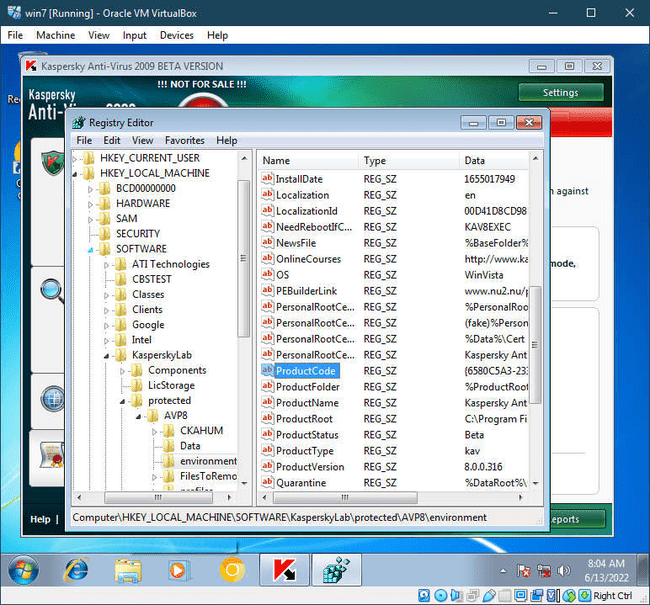 win7 [Running] - Oracle VM VirtualBox
File Machine View Input Devices Help
Kaspersky Anti-Virus 2009 BETA VERSION
!!! NOT FOR SALE !!!
Kaspersky
Anti-Virus 2009
Settings
Registry Editor
File Edit View Favorites Help
HKEY_CURRENT_USER
HKEY_LOCAL_MACHINE
BCD00000000
HARDWARE
SAM
SECURITY
SOFTWARE
ATI Technologies
CBSTEST
Classes
Clients
Google
Intel
KasperskyLab
Components
LicStorage
protected
AVP8
CKAHUM
Data
environment
FilesToRemo
profiles
Name Type Data
InstallDate REG_SZ 1655017949
Localization REG_SZ en
LocalizationId REG_SZ 00D41D8CD98
NeedRebootIfC... REG_SZ KAV8EXEC
NewsFile REG_SZ %BaseFolder%
OnlineCourses REG_SZ http://www.ka
OS REG_SZ WinVista
PEBuilderLink REG_SZ www.nu2.nu/p
PersonalRootCe... REG_SZ %PersonalRoo
PersonalRootCe... REG_SZ (fake)%Person
PersonalRootCe... REG_SZ %Data%\Cert
PersonalRootCe... REG_SZ Kaspersky Ant
ProductCode REG_SZ {6580C5A3-233
ProductFolder REG_SZ %ProductRoot
ProductName REG_SZ Kaspersky Ant
ProductRoot REG_SZ C:\Program Fi
ProductStatus REG_SZ Beta
ProductType REG_SZ kav
ProductVersion REG_SZ 8.0.0.316
Quarantine REG_SZ %DataRoot%\
Computer\HKEY_LOCAL_MACHINE\SOFTWARE\KasperskyLab\protected\AVP8\environment
n against
mode,
Help |
eports
8:04 AM
6/13/2022
Right Ctrl